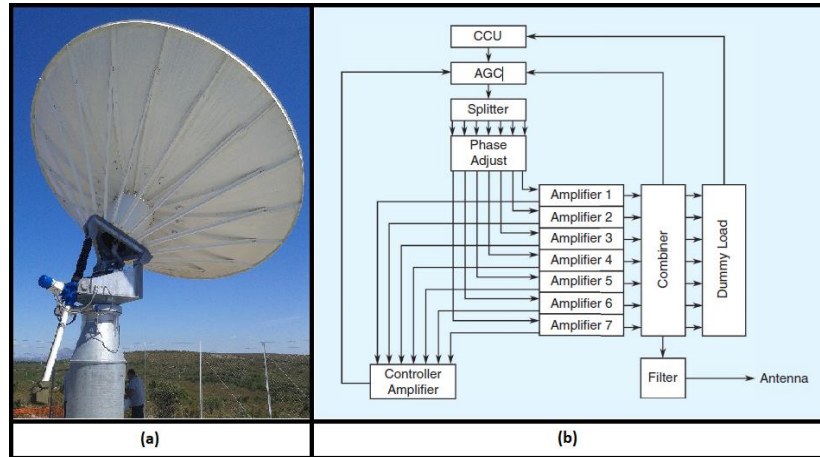 CCU
AGC
Splitter
Phase
Adjust
Amplifier 1
Amplifier 2
Amplifier 3
Amplifier 4
Amplifier 5
Amplifier 6
Amplifier 7
Combiner
Dummy Load
Controller
Amplifier
Filter
Antenna
(a)
(b)